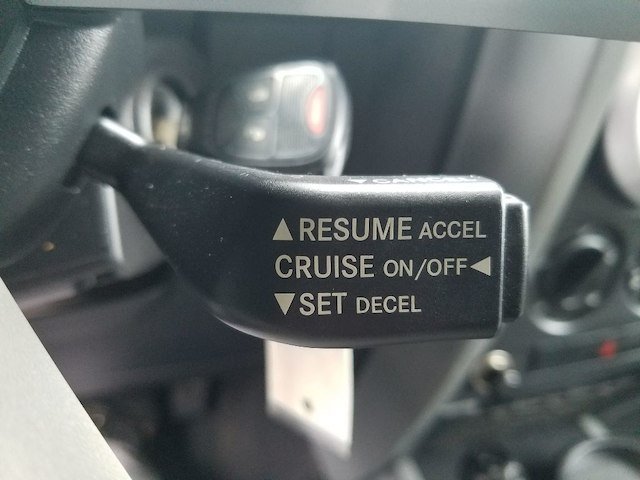 ▲RESUME ACCEL
CRUISE ON/OFF◀
▼SET DECEL